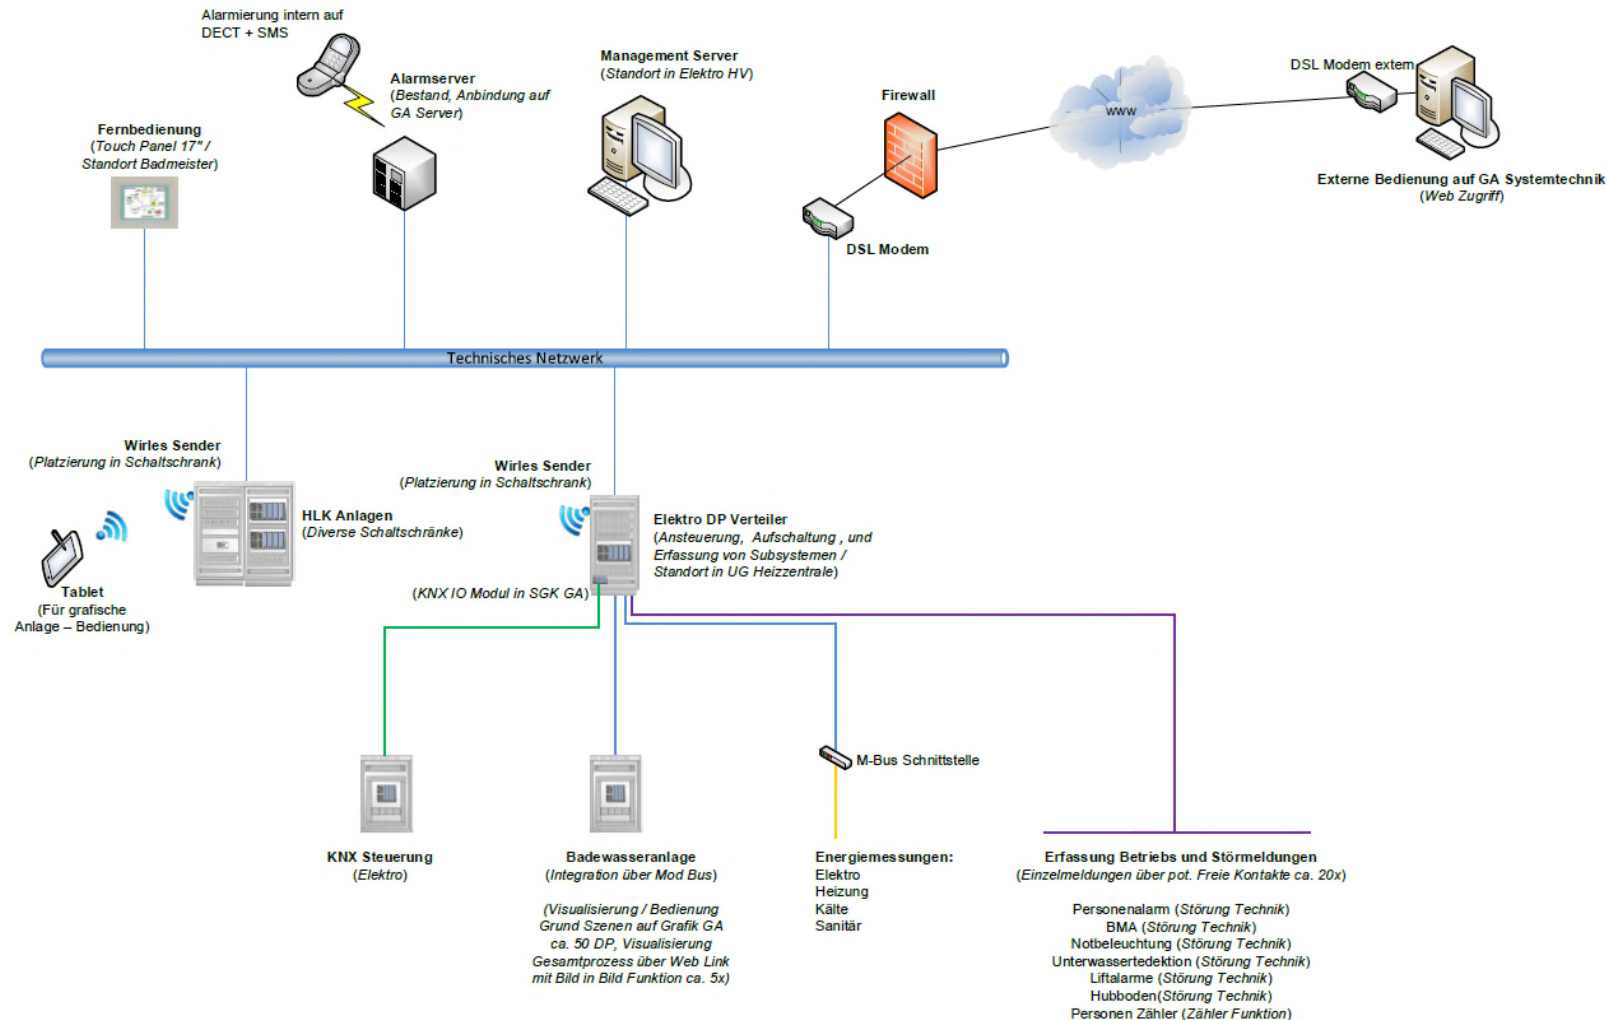 Alarmierung intern auf
DECT + SMS
Alarmserver
(Bestand, Anbindung auf
GA Server)
Management Server
(Standort in Elektro HV)
Firewall
www
DSL Modem extern
Externe Bedienung auf GA Systemtechnik
(Web Zugriff)
Fernbedienung
(Touch Panel 17" /
Standort Badmeister)
DSL Modem
Technisches Netzwerk
Wirles Sender
(Platzierung in Schaltschrank)
HLK Anlagen
(Diverse Schaltschränke)
Tablet
(Für grafische
Anlage – Bedienung)
Wirles Sender
(Platzierung in Schaltschrank)
Elektro DP Verteiler
(Ansteuerung, Aufschaltung , und
Erfassung von Subsystemen /
Standort in UG Heizzentrale)
(KNX IO Modul in SGK GA)
M-Bus Schnittstelle
KNX Steuerung
(Elektro)
Badewasseranlage
(Integration über Mod Bus)
(Visualisierung / Bedienung
Grund Szenen auf Grafik GA
ca. 50 DP, Visualisierung
Gesamtprozess über Web Link
mit Bild in Bild Funktion ca. 5x)
Energiemessungen:
Elektro
Heizung
Kälte
Sanitär
Erfassung Betriebs und Störmeldungen
(Einzelmeldungen über pot. Freie Kontakte ca. 20x)
Personenalarm (Störung Technik)
BMA (Störung Technik)
Notbeleuchtung (Störung Technik)
Unterwassertedektion (Störung Technik)
Liftalarme (Störung Technik)
Hubboden(Störung Technik)
Personen Zähler (Zähler Funktion)